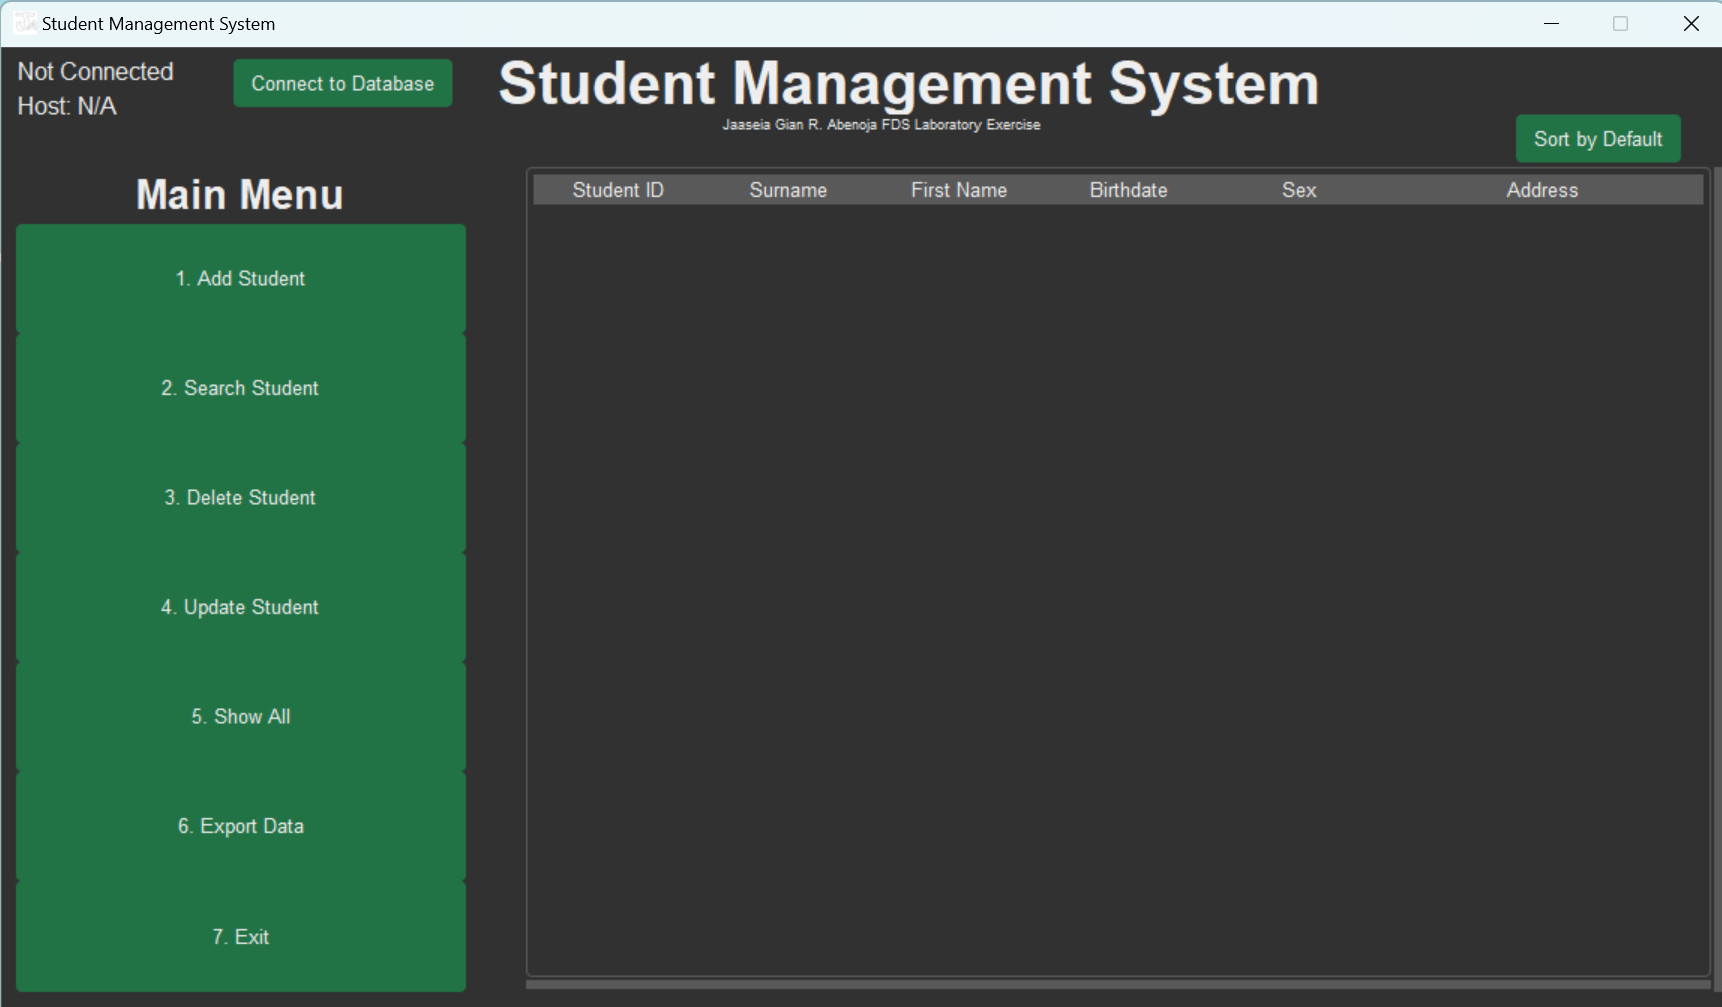 Student Management System
Not Connected
Host: N/A
Connect to Database
Student Management System
Jaaseia Gian R. Abenoja FDS Laboratory Exercise
Sort by Default
Main Menu
1. Add Student
2. Search Student
3. Delete Student
4. Update Student
5. Show All
6. Export Data
7. Exit
Student ID Surname First Name Birthdate Sex Address